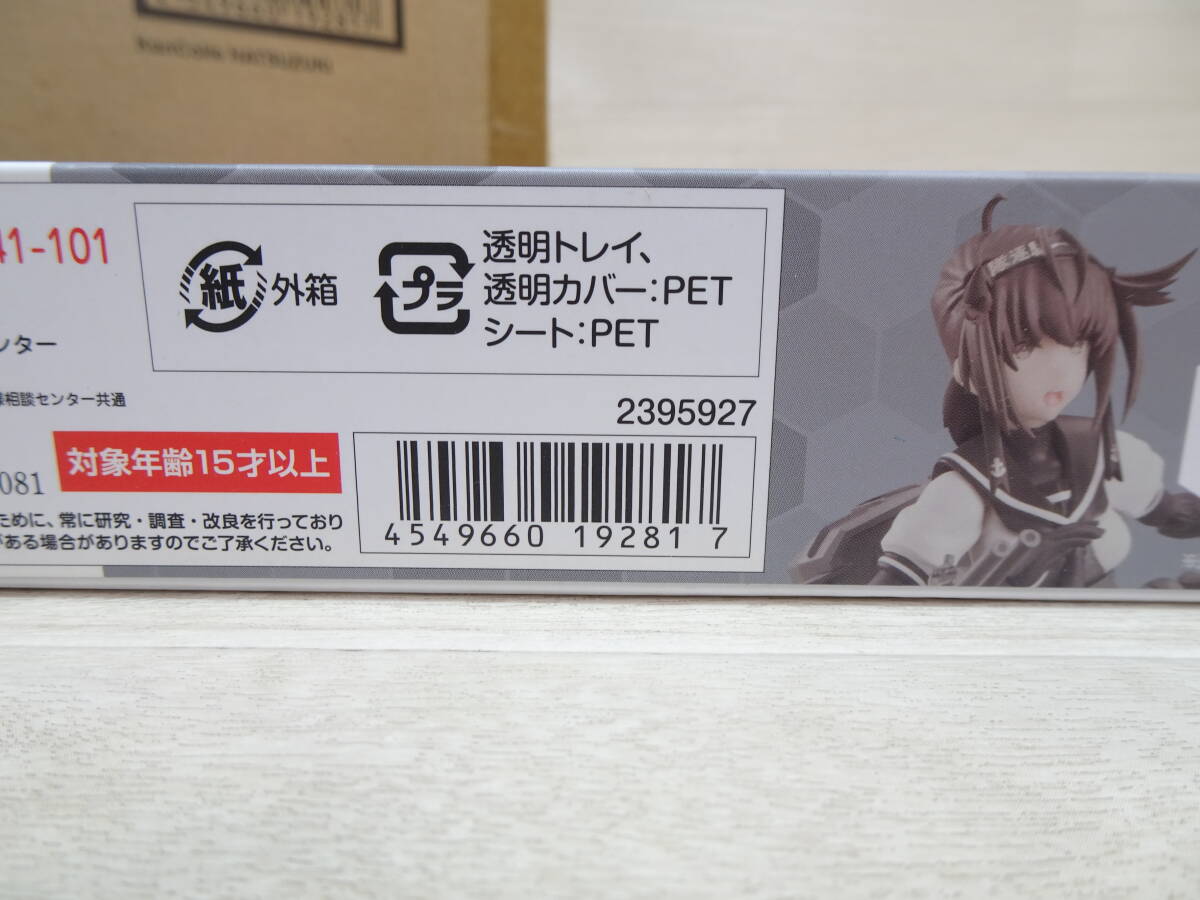 KanColle HATSUZUKI
41-101
ンター
相談センター共通
081
紙 外箱
プラ
透明トレイ、
透明カバー:PET
シート:PET
2395927
対象年齢15才以上
ために、常に研究・調査・改良を行っており
がある場合がありますのでご了承ください。
4549660 192817